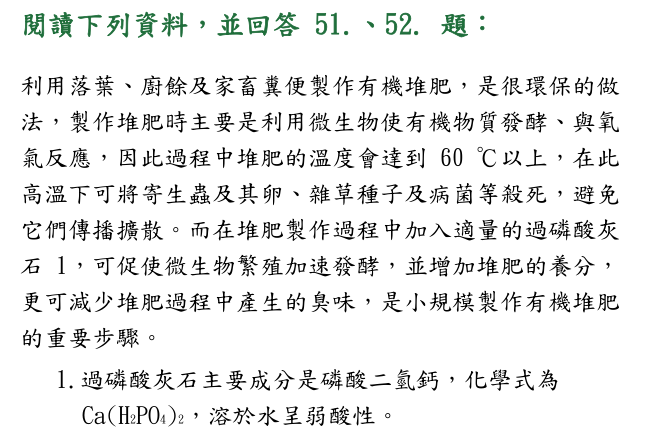 閱讀下列資料，並回答 51.、52. 題：
利用落葉、廚餘及家畜糞便製作有機堆肥，是很環保的做
法，製作堆肥時主要是利用微生物使有機物質發酵、與氧
氣反應，因此過程中堆肥的溫度會達到 60 ℃以上，在此
高溫下可將寄生蟲及其卵、雜草種子及病菌等殺死，避免
它們傳播擴散。而在堆肥製作過程中加入適量的過磷酸灰
石 1，可促使微生物繁殖加速發酵，並增加堆肥的養分，
更可減少堆肥過程中產生的臭味，是小規模製作有機堆肥
的重要步驟。
1. 過磷酸灰石主要成分是磷酸二氫鈣，化學式為
Ca(H₂PO₄)₂，溶於水呈弱酸性。